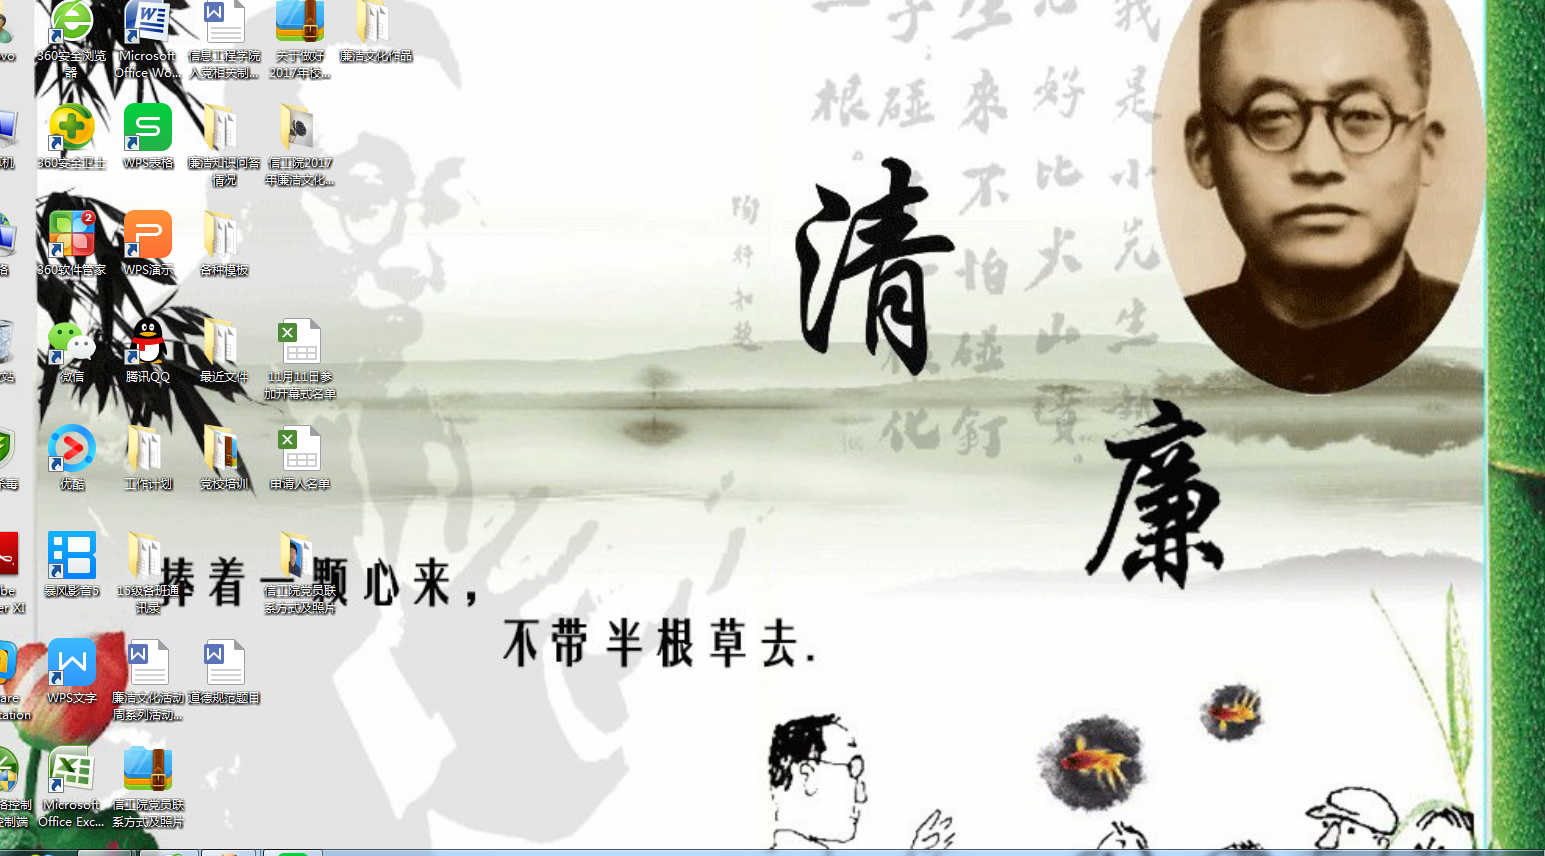 360安全浏览
器
Microsoft
Office Wo...
信息工程学院
入党相关制...
关于做好
2017年校...
廉洁文化作品
360安全卫士
WPS表格
廉洁知识问答
情况
信工院2017
年廉洁文化...
360软件管家
WPS演示
各种模板
微信
腾讯QQ
最近文件
11月11日参
加开幕式名单
优酷
工作计划
党校培训
申请人名单
暴风影音5
15级各班通
讯录
信工院党员联
系方式及照片
WPS文字
廉洁文化活动
周系列活动...
道德规范题目
Microsoft
Office Exc...
信工院党员联
系方式及照片
清
廉
捧着一颗心来，
不带半根草去.